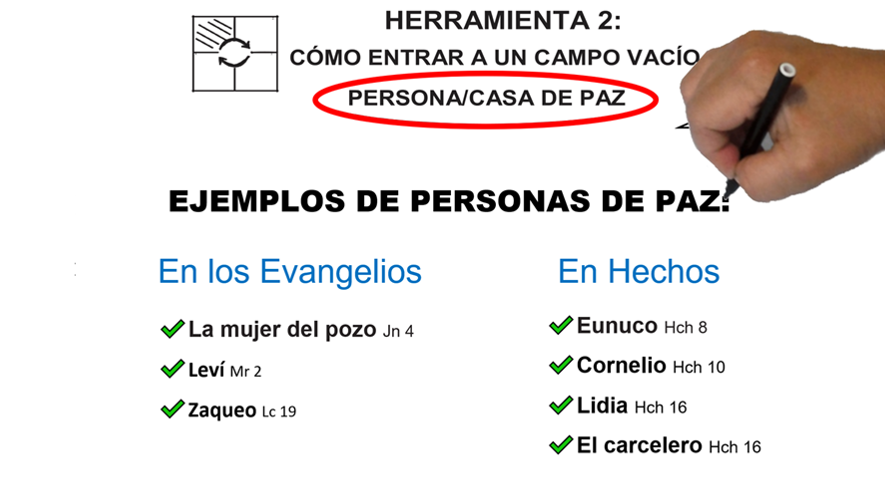 HERRAMIENTA 2:
CÓMO ENTRAR A UN CAMPO VACÍO
PERSONA/CASA DE PAZ
EJEMPLOS DE PERSONAS DE PAZ:
En los Evangelios
La mujer del pozo Jn 4
Leví Mr 2
Zaqueo Lc 19
En Hechos
Eunuco Hch 8
Cornelio Hch 10
Lidia Hch 16
El carcelero Hch 16